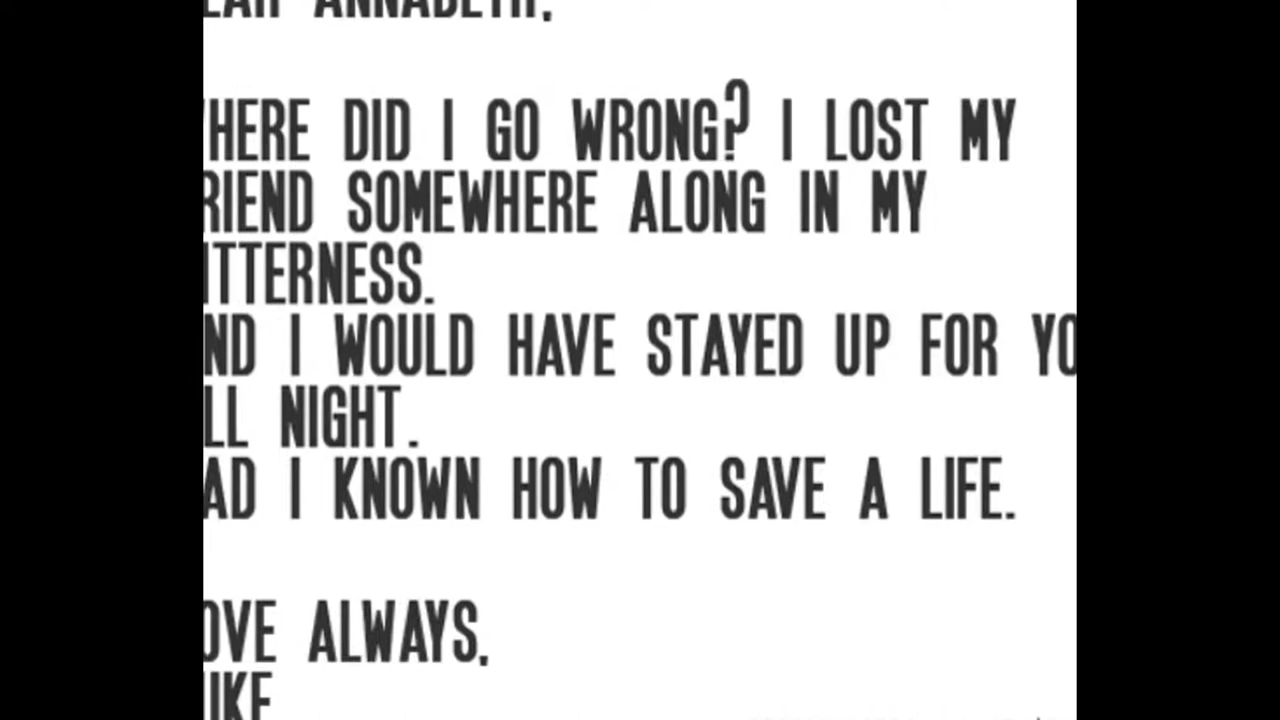 EAR ANNABETH,
HERE DID I GO WRONG? I LOST MY
RIEND SOMEWHERE ALONG IN MY
ITTERNESS.
ND I WOULD HAVE STAYED UP FOR YO
LL NIGHT.
AD I KNOWN HOW TO SAVE A LIFE.
OVE ALWAYS,
UKE